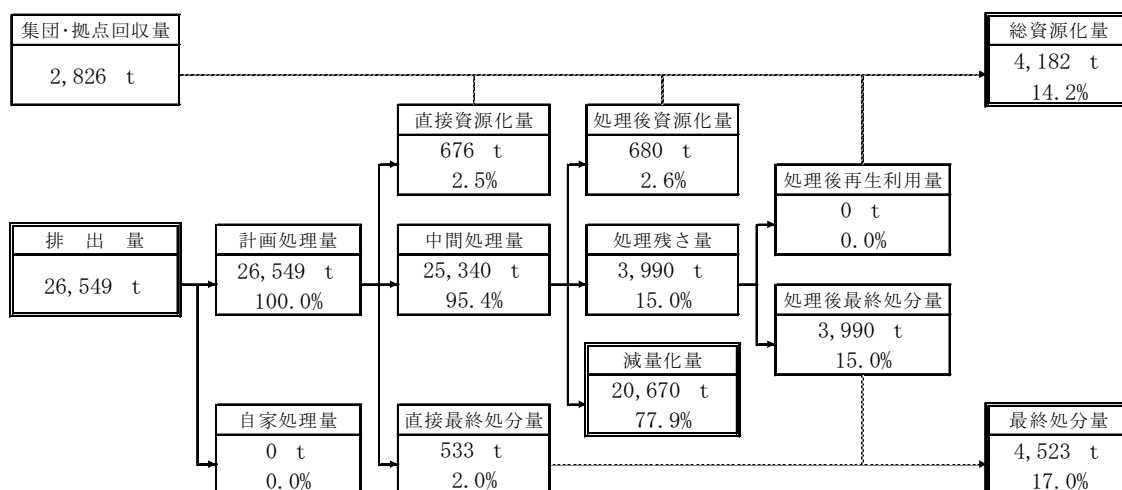 集団・拠点回収量
2,826 t
総資源化量
4,182 t
14.2%
直接資源化量
676 t
2.5%
処理後資源化量
680 t
2.6%
処理後再生利用量
0 t
0.0%
排出量
26,549 t
計画処理量
26,549 t
100.0%
中間処理量
25,340 t
95.4%
処理残さ量
3,990 t
15.0%
処理後最終処分量
3,990 t
15.0%
減量化量
20,670 t
77.9%
自家処理量
0 t
0.0%
直接最終処分量
533 t
2.0%
最終処分量
4,523 t
17.0%